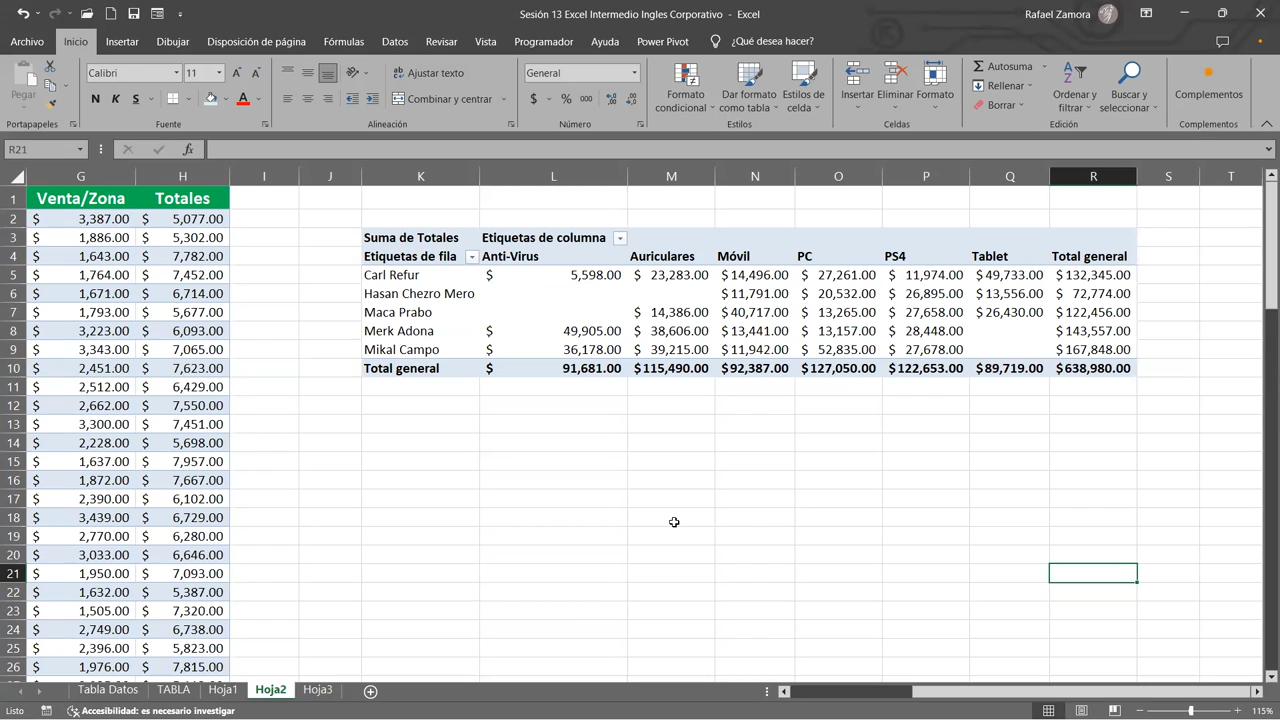 Sesión 13 Excel Intermedio Ingles Corporativo - Excel
Rafael Zamora
Archivo Inicio Insertar Dibujar Disposición de página Fórmulas Datos Revisar Vista Programador Ayuda Power Pivot ¿Qué desea hacer?
Pegar
Calibri 11
N K S
Ajustar texto
Combinar y centrar
General
$ % 000
Formato condicional
Dar formato como tabla
Estilos de celda
Insertar Eliminar Formato
Autosuma
Rellenar
Borrar
Ordenar y filtrar
Buscar y seleccionar
Complementos
Portapapeles Fuente Alineación Número Estilos Celdas Edición Complementos
R21 fx
G H I J K L M N O P Q R S T
1 Venta/Zona Totales
2 $ 3,387.00 $ 5,077.00
3 $ 1,886.00 $ 5,302.00 Suma de Totales Etiquetas de columna
4 $ 1,643.00 $ 7,782.00 Etiquetas de fila Anti-Virus Auriculares Móvil PC PS4 Tablet Total general
5 $ 1,764.00 $ 7,452.00 Carl Refur $ 5,598.00 $ 23,283.00 $14,496.00 $ 27,261.00 $ 11,974.00 $49,733.00 $132,345.00
6 $ 1,671.00 $ 6,714.00 Hasan Chezro Mero $11,791.00 $ 20,532.00 $ 26,895.00 $13,556.00 $ 72,774.00
7 $ 1,793.00 $ 5,677.00 Maca Prabo $ 14,386.00 $40,717.00 $ 13,265.00 $ 27,658.00 $26,430.00 $122,456.00
8 $ 3,223.00 $ 6,093.00 Merk Adona $ 49,905.00 $ 38,606.00 $13,441.00 $ 13,157.00 $ 28,448.00 $143,557.00
9 $ 3,343.00 $ 7,065.00 Mikal Campo $ 36,178.00 $ 39,215.00 $11,942.00 $ 52,835.00 $ 27,678.00 $167,848.00
10 $ 2,451.00 $ 7,623.00 Total general $ 91,681.00 $115,490.00 $92,387.00 $127,050.00 $122,653.00 $89,719.00 $638,980.00
11 $ 2,512.00 $ 6,429.00
12 $ 2,662.00 $ 7,550.00
13 $ 3,300.00 $ 7,451.00
14 $ 2,228.00 $ 5,698.00
15 $ 1,637.00 $ 7,957.00
16 $ 1,872.00 $ 7,667.00
17 $ 2,390.00 $ 6,102.00
18 $ 3,439.00 $ 6,729.00
19 $ 2,770.00 $ 6,280.00
20 $ 3,033.00 $ 6,646.00
21 $ 1,950.00 $ 7,093.00
22 $ 1,632.00 $ 5,387.00
23 $ 1,505.00 $ 7,320.00
24 $ 2,749.00 $ 6,738.00
25 $ 2,396.00 $ 5,823.00
26 $ 1,976.00 $ 7,815.00
Tabla Datos TABLA Hoja1 Hoja2 Hoja3
Listo Accesibilidad: es necesario investigar 115%